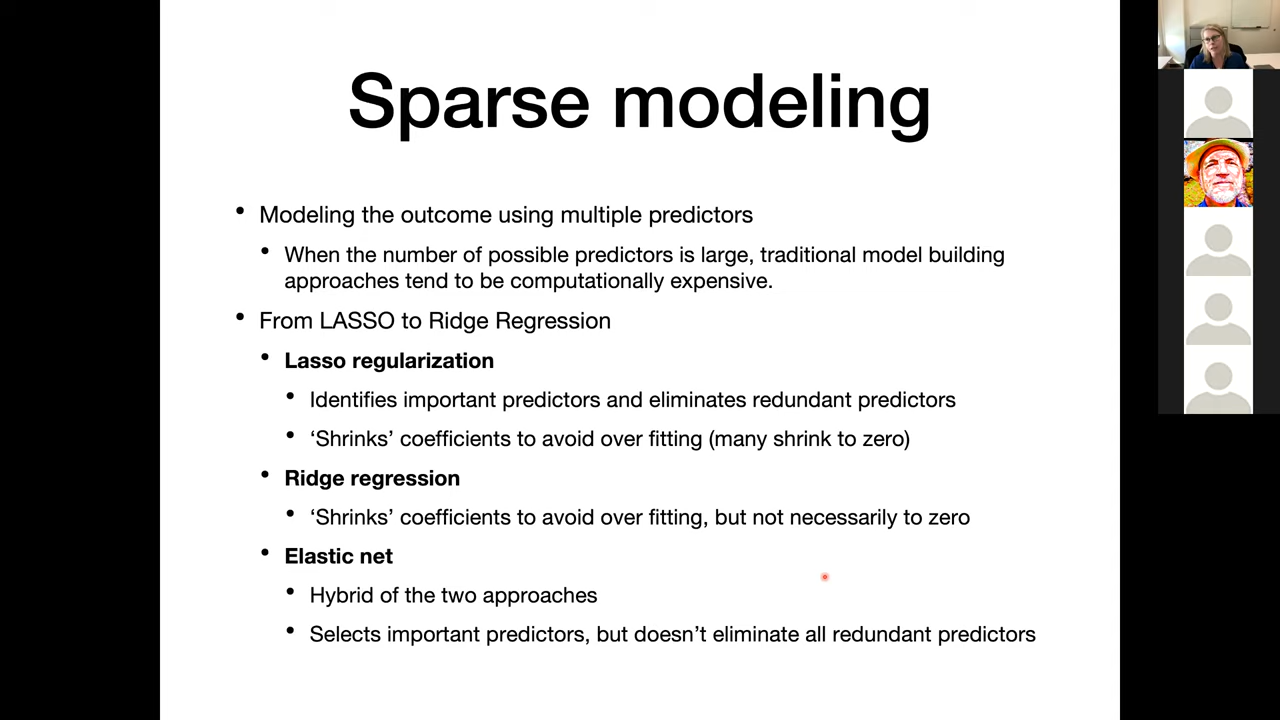 Sparse modeling
• Modeling the outcome using multiple predictors
• When the number of possible predictors is large, traditional model building
approaches tend to be computationally expensive.
• From LASSO to Ridge Regression
• Lasso regularization
• Identifies important predictors and eliminates redundant predictors
• ‘Shrinks’ coefficients to avoid over fitting (many shrink to zero)
• Ridge regression
• ‘Shrinks’ coefficients to avoid over fitting, but not necessarily to zero
• Elastic net
• Hybrid of the two approaches
• Selects important predictors, but doesn’t eliminate all redundant predictors